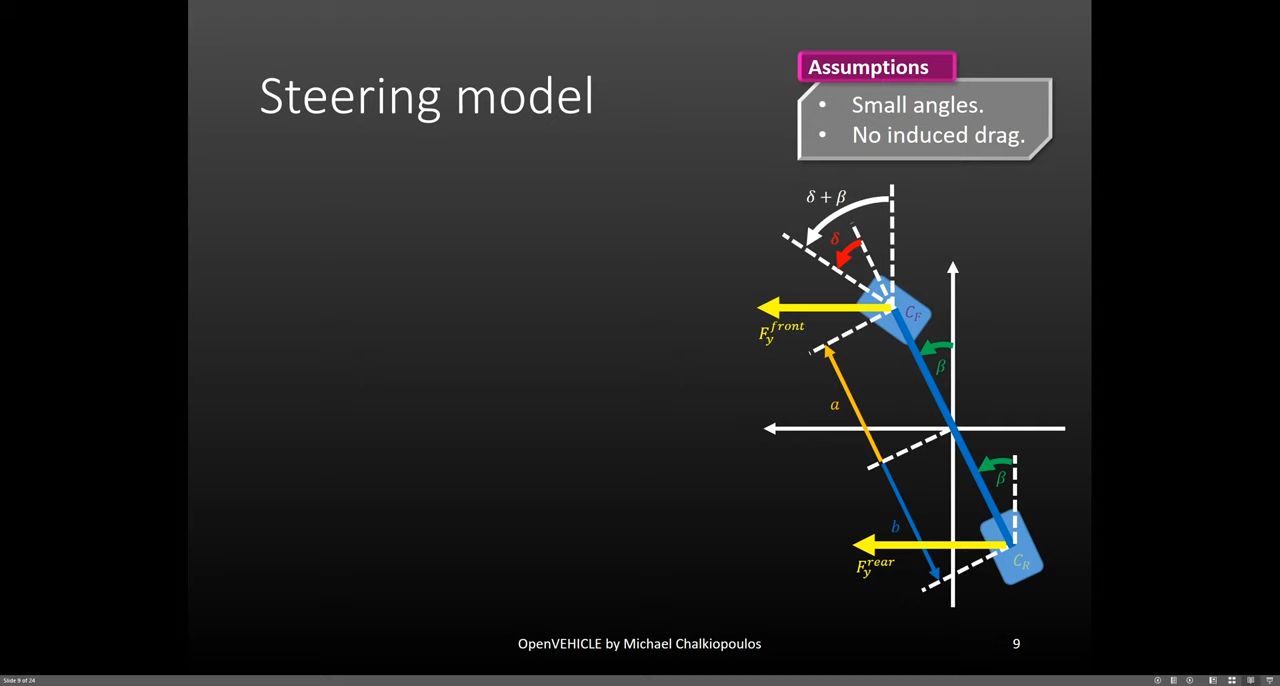 Steering model
Assumptions
• Small angles.
• No induced drag.
δ + β
δ
C_F
F_y^front
β
a
β
b
F_y^rear
C_R
OpenVEHICLE by Michael Chalkiopoulos
9
Slide 9 of 24